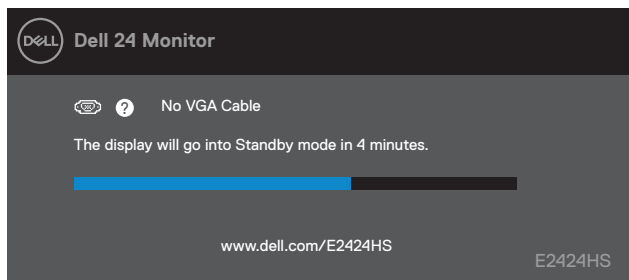 DELL Dell 24 Monitor
? No VGA Cable
The display will go into Standby mode in 4 minutes.
www.dell.com/E2424HS
E2424HS